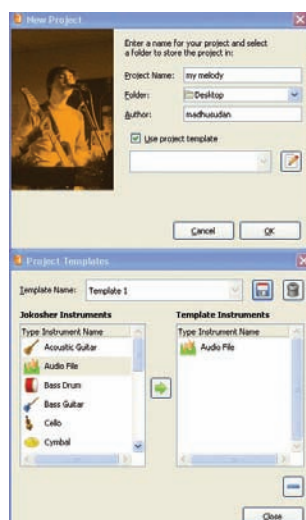 New Project
Enter a name for your project and select
a folder to store the project in:
Project Name: my melody
Folder: Desktop
Author: madhusudan
Use project template
Cancel OK
Project Templates
Template Name: Template 1
Jokosher Instruments Template Instruments
Type Instrument Name Type Instrument Name
Acoustic Guitar Audio File
Audio File
Bass Drum
Bass Guitar
Cello
Cymbal
Close